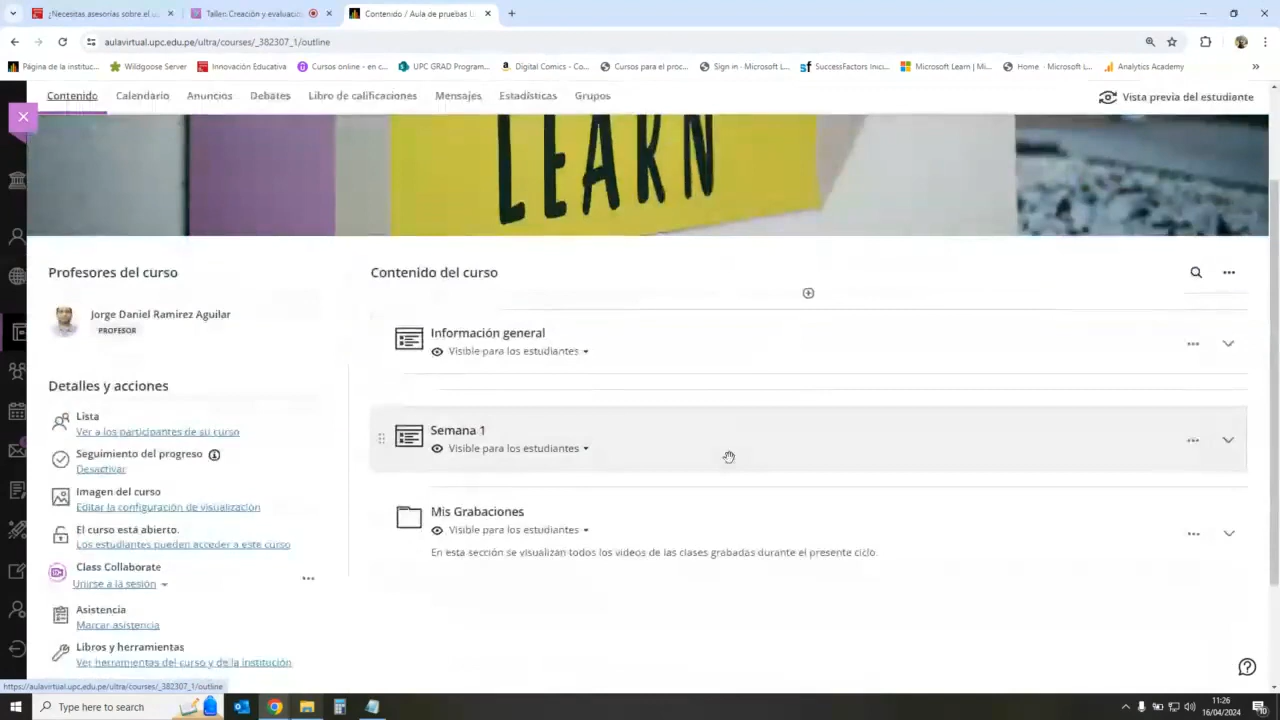 ¿Necesitas asesorías sobre el u
Taller: Creación y evaluaci
Contenido / Aula de pruebas U
aulavirtual.upc.edu.pe/ultra/courses/_382307_1/outline
Página de la instituc...
Wildgoose Server
Innovación Educativa
Cursos online - en c...
UPC GRAD Program...
Digital Comics - Co...
Cursos para el proc...
Sign in - Microsoft L...
SuccessFactors Inici...
Microsoft Learn | Mi...
Home - Microsoft L...
Analytics Academy
Contenido
Calendario
Anuncios
Debates
Libro de calificaciones
Mensajes
Estadísticas
Grupos
Vista previa del estudiante
LEARN
Profesores del curso
Jorge Daniel Ramirez Aguilar
PROFESOR
Detalles y acciones
Lista
Ver a los participantes de su curso
Seguimiento del progreso
Desactivar
Imagen del curso
Editar la configuración de visualización
El curso está abierto.
Los estudiantes pueden acceder a este curso
Class Collaborate
Unirse a la sesión
Asistencia
Marcar asistencia
Libros y herramientas
Ver herramientas del curso y de la institución
Contenido del curso
Información general
Visible para los estudiantes
Semana 1
Visible para los estudiantes
Mis Grabaciones
Visible para los estudiantes
En esta sección se visualizan todos los videos de las clases grabadas durante el presente ciclo.
https://aulavirtual.upc.edu.pe/ultra/courses/_382307_1/outline
Type here to search
11:26
16/04/2024
10